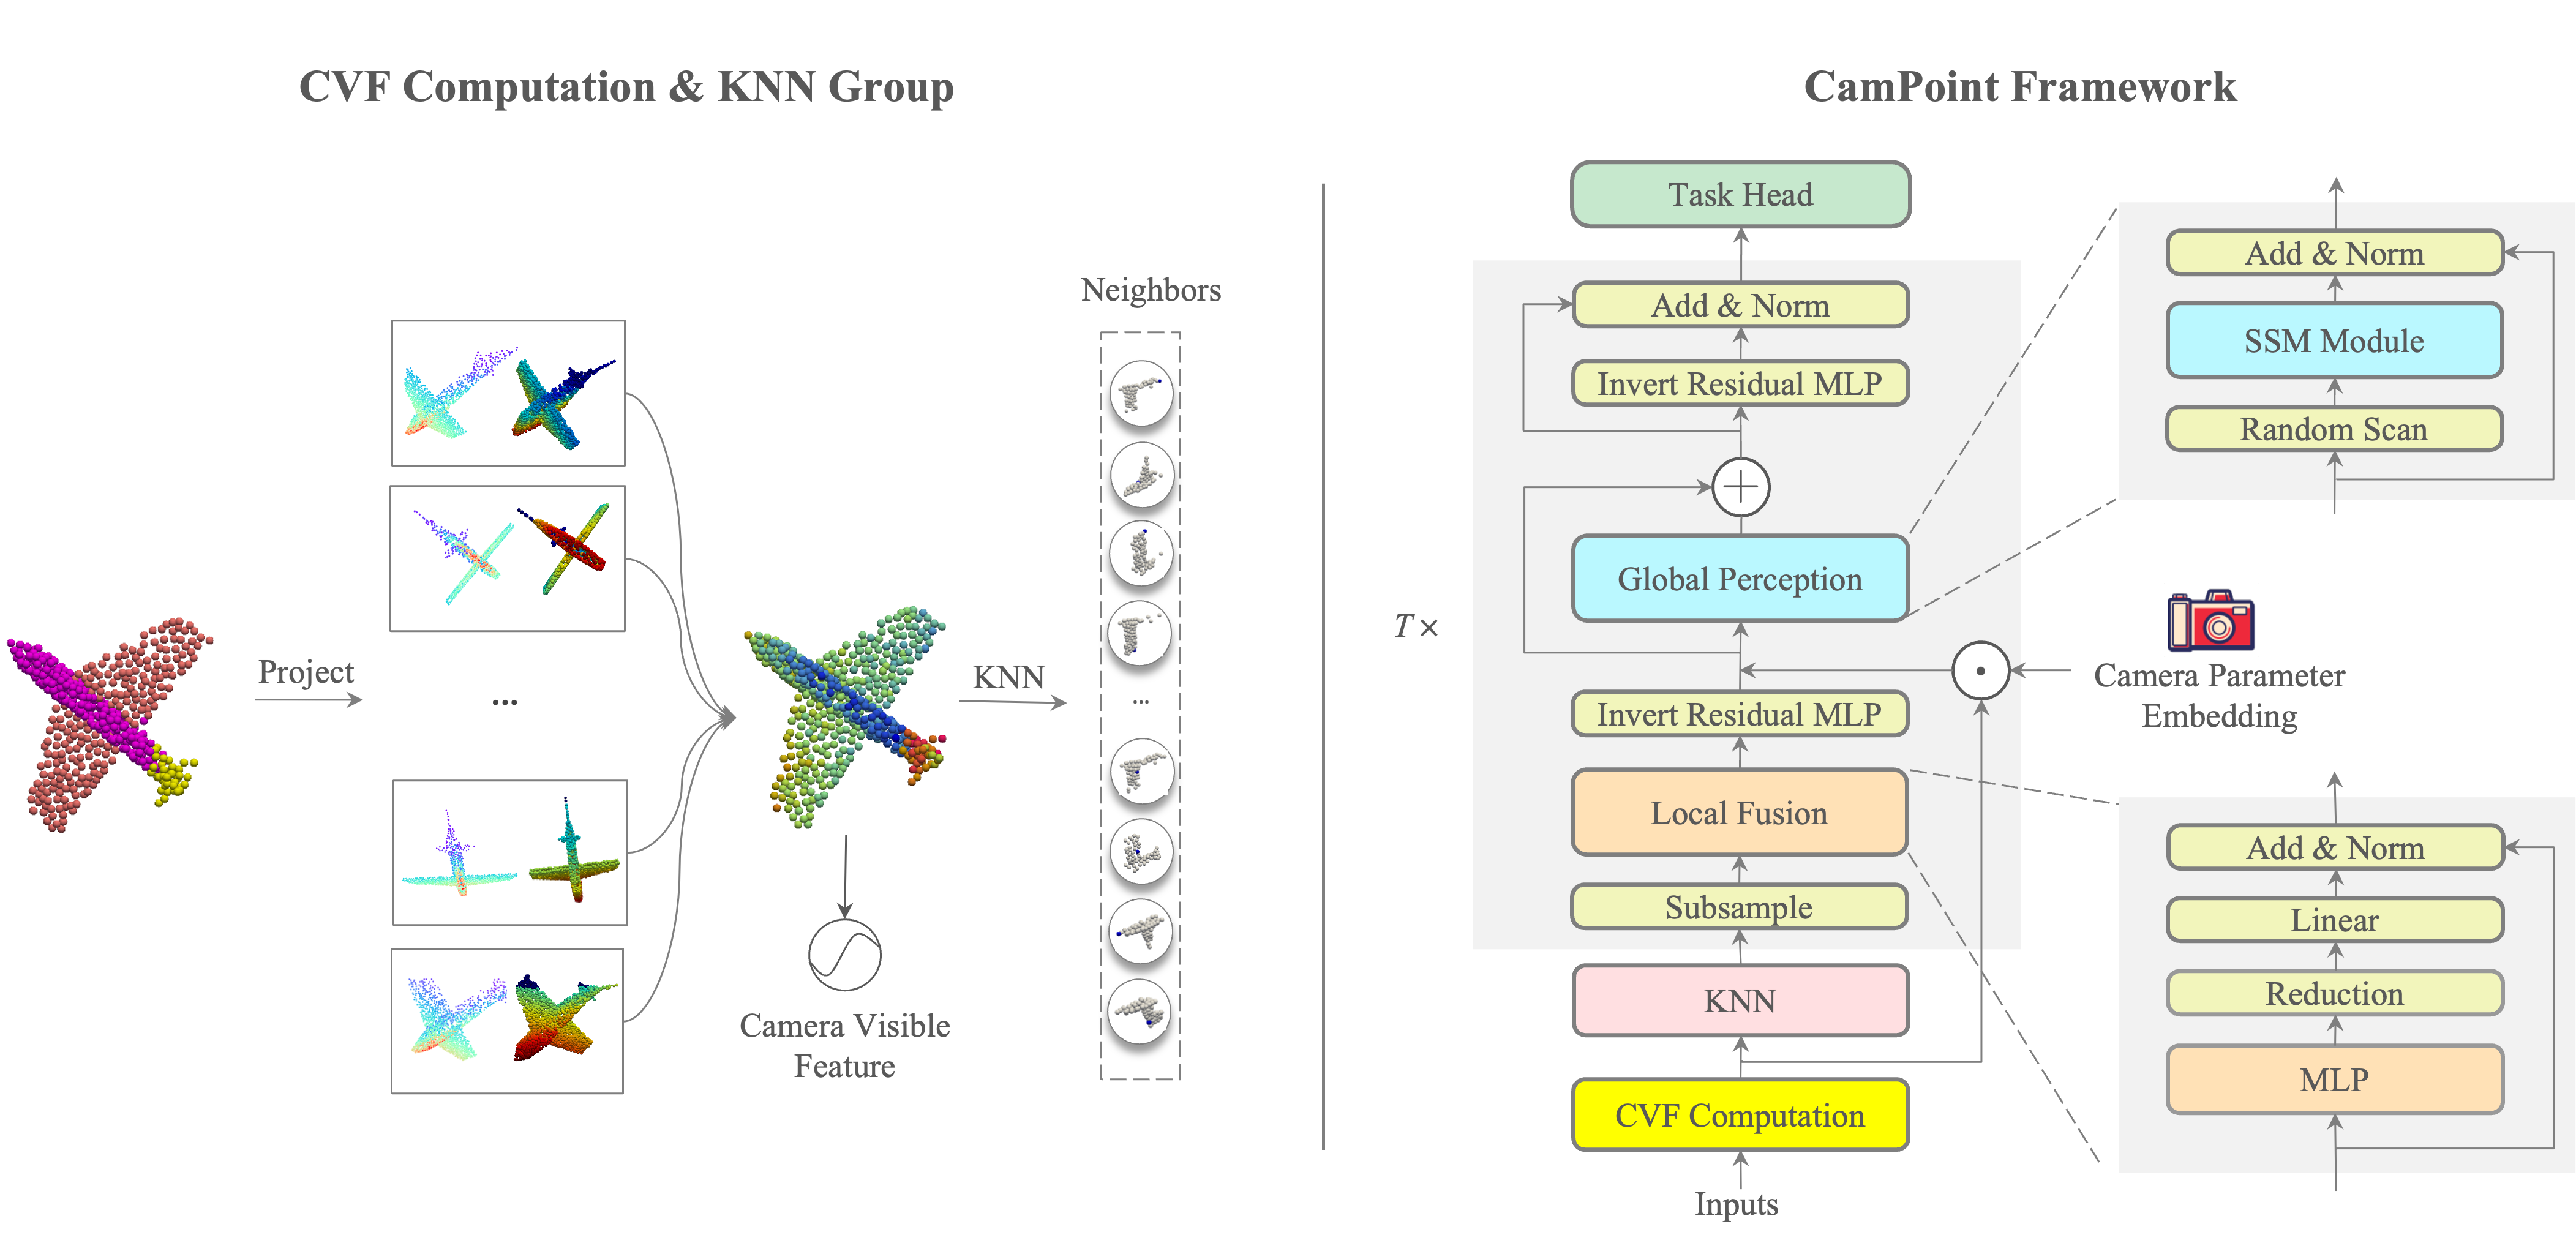 CVF Computation & KNN Group
Project
...
KNN
Camera Visible
Feature
Neighbors
...
CamPoint Framework
Task Head
Add & Norm
Invert Residual MLP
Global Perception
T ×
Invert Residual MLP
Local Fusion
Subsample
KNN
CVF Computation
Inputs
Add & Norm
SSM Module
Random Scan
Camera Parameter
Embedding
Add & Norm
Linear
Reduction
MLP